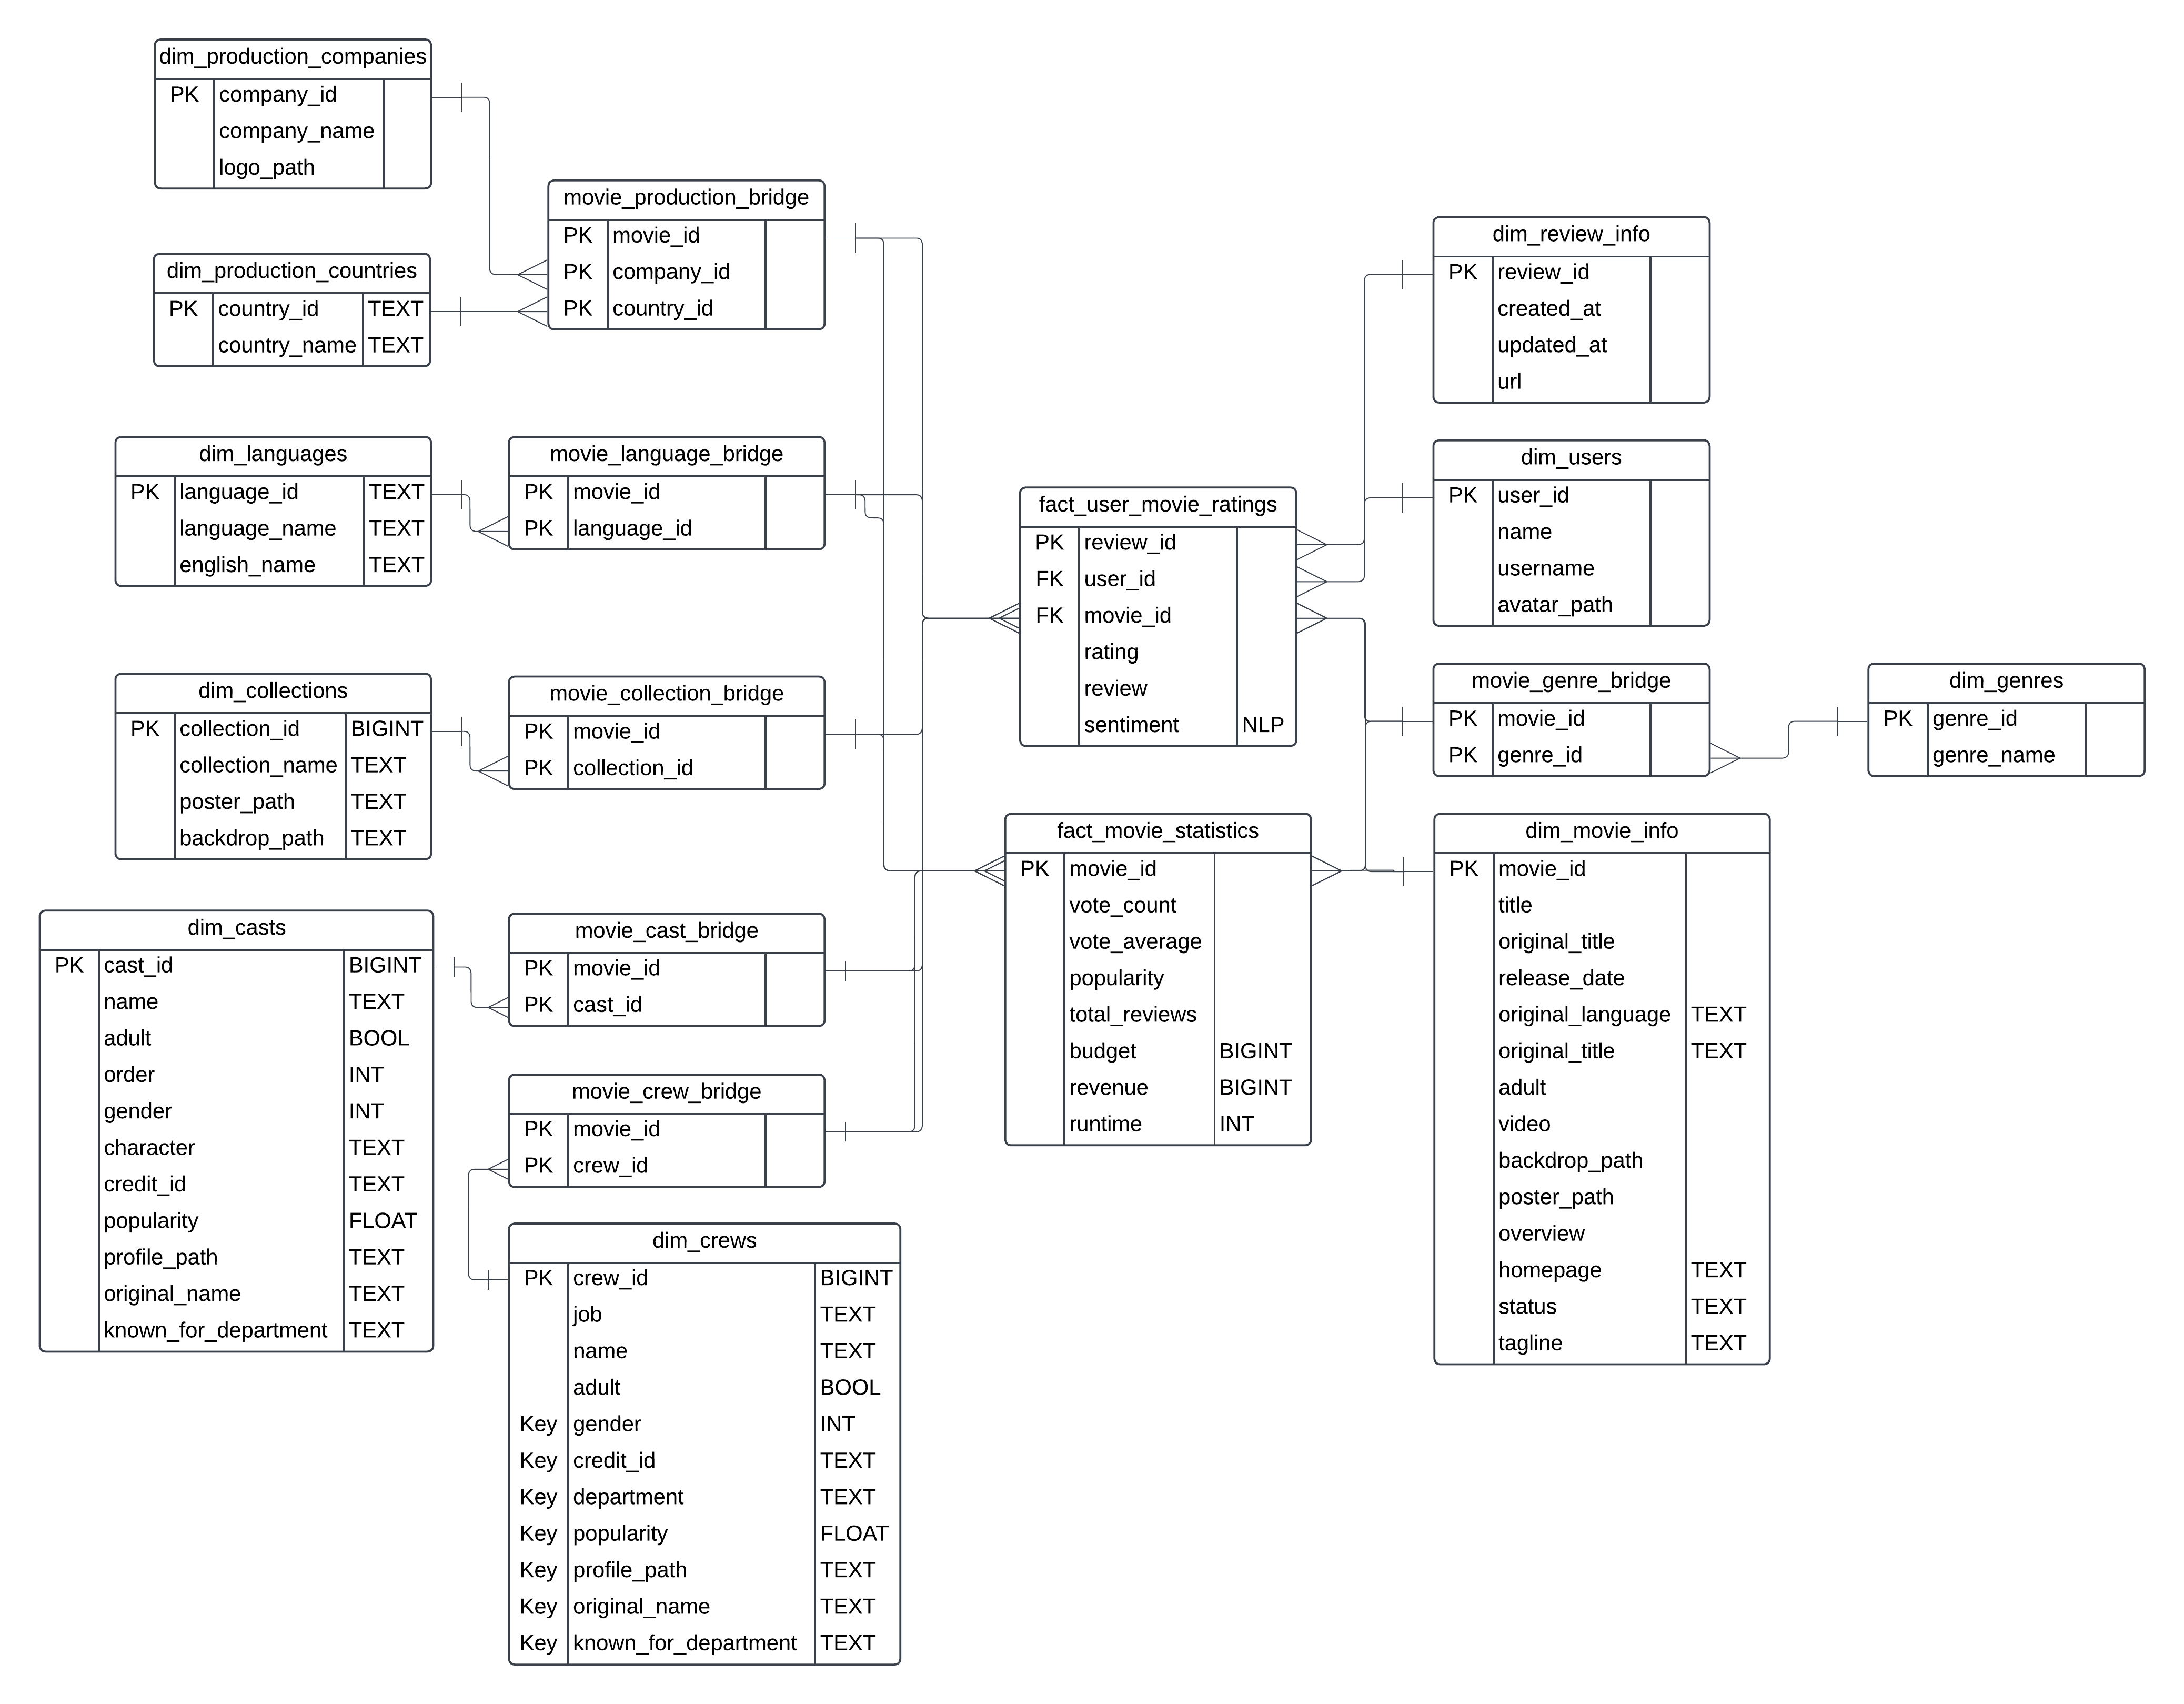 dim_production_companies
PK company_id
company_name
logo_path
dim_production_countries
PK country_id TEXT
country_name TEXT
movie_production_bridge
PK movie_id
PK company_id
PK country_id
dim_languages
PK language_id TEXT
language_name TEXT
english_name TEXT
movie_language_bridge
PK movie_id
PK language_id
dim_collections
PK collection_id BIGINT
collection_name TEXT
poster_path TEXT
backdrop_path TEXT
movie_collection_bridge
PK movie_id
PK collection_id
dim_casts
PK cast_id BIGINT
name TEXT
adult BOOL
order INT
gender INT
character TEXT
credit_id TEXT
popularity FLOAT
profile_path TEXT
original_name TEXT
known_for_department TEXT
movie_cast_bridge
PK movie_id
PK cast_id
movie_crew_bridge
PK movie_id
PK crew_id
dim_crews
PK crew_id BIGINT
job TEXT
name TEXT
adult BOOL
Key gender INT
Key credit_id TEXT
Key department TEXT
Key popularity FLOAT
Key profile_path TEXT
Key original_name TEXT
Key known_for_department TEXT
fact_user_movie_ratings
PK review_id
FK user_id
FK movie_id
rating
review
sentiment NLP
fact_movie_statistics
PK movie_id
vote_count
vote_average
popularity
total_reviews
budget BIGINT
revenue BIGINT
runtime INT
dim_review_info
PK review_id
created_at
updated_at
url
dim_users
PK user_id
name
username
avatar_path
movie_genre_bridge
PK movie_id
PK genre_id
dim_genres
PK genre_id
genre_name
dim_movie_info
PK movie_id
title
original_title
release_date
original_language TEXT
original_title TEXT
adult
video
backdrop_path
poster_path
overview
homepage TEXT
status TEXT
tagline TEXT